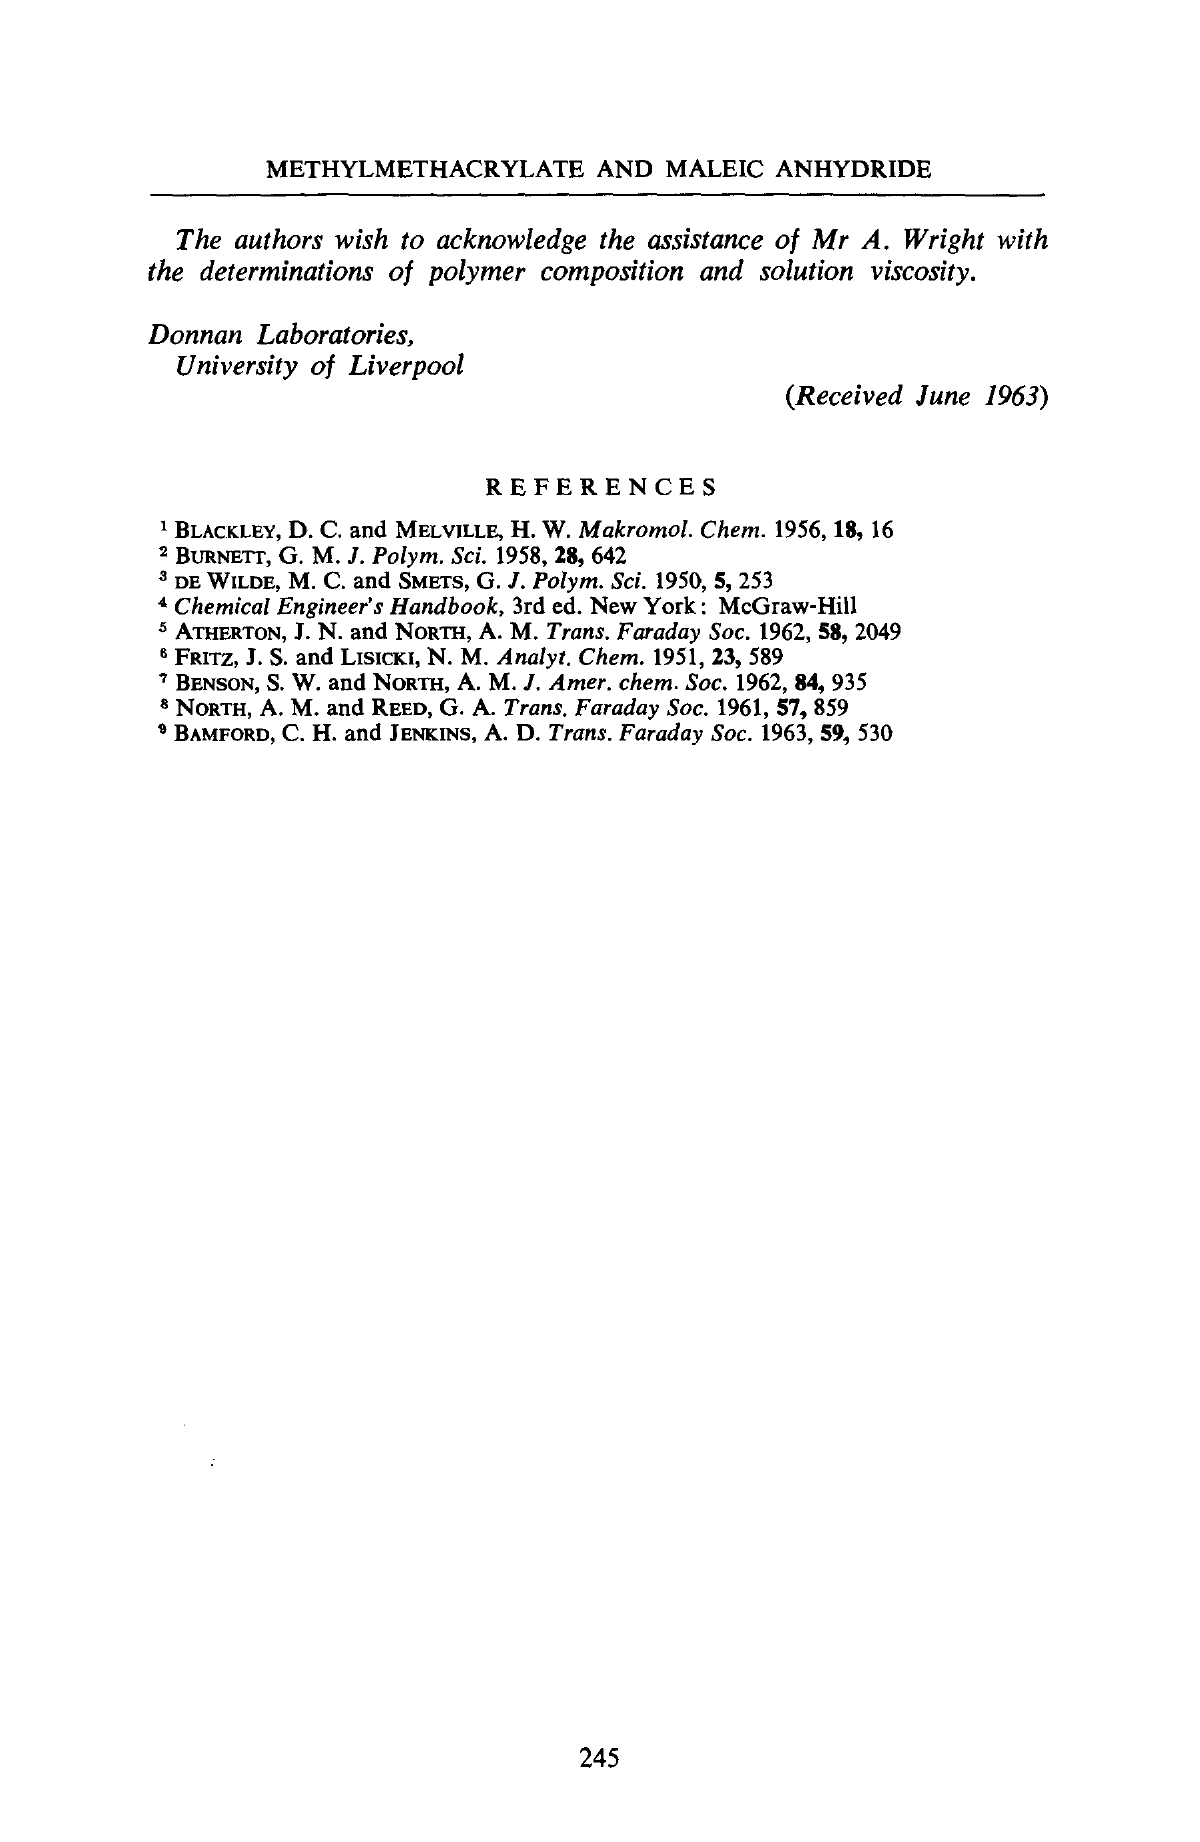 METHYLMETHACRYLATE AND MALEIC ANHYDRIDE
The authors wish to acknowledge the assistance of Mr A. Wright with
the determinations of polymer composition and solution viscosity.
Donnan Laboratories,
University of Liverpool
(Received June 1963)
REFERENCES
¹ BLACKLEY, D. C. and MELVILLE, H. W. Makromol. Chem. 1956, 18, 16
² BURNETT, G. M. J. Polym. Sci. 1958, 28, 642
³ DE WILDE, M. C. and SMETS, G. J. Polym. Sci. 1950, 5, 253
⁴ Chemical Engineer's Handbook, 3rd ed. New York: McGraw-Hill
⁵ ATHERTON, J. N. and NORTH, A. M. Trans. Faraday Soc. 1962, 58, 2049
⁶ FRITZ, J. S. and LISICKI, N. M. Analyt. Chem. 1951, 23, 589
⁷ BENSON, S. W. and NORTH, A. M. J. Amer. chem. Soc. 1962, 84, 935
⁸ NORTH, A. M. and REED, G. A. Trans. Faraday Soc. 1961, 57, 859
⁹ BAMFORD, C. H. and JENKINS, A. D. Trans. Faraday Soc. 1963, 59, 530
245